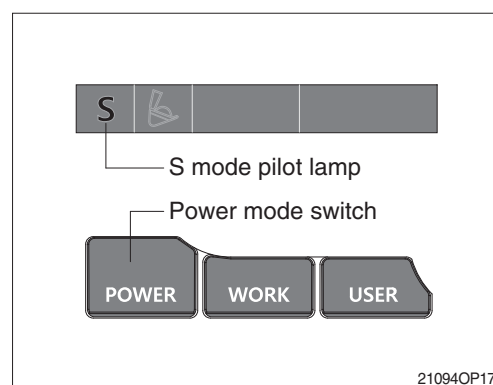 S
S mode pilot lamp
Power mode switch
POWER WORK USER
21094OP17